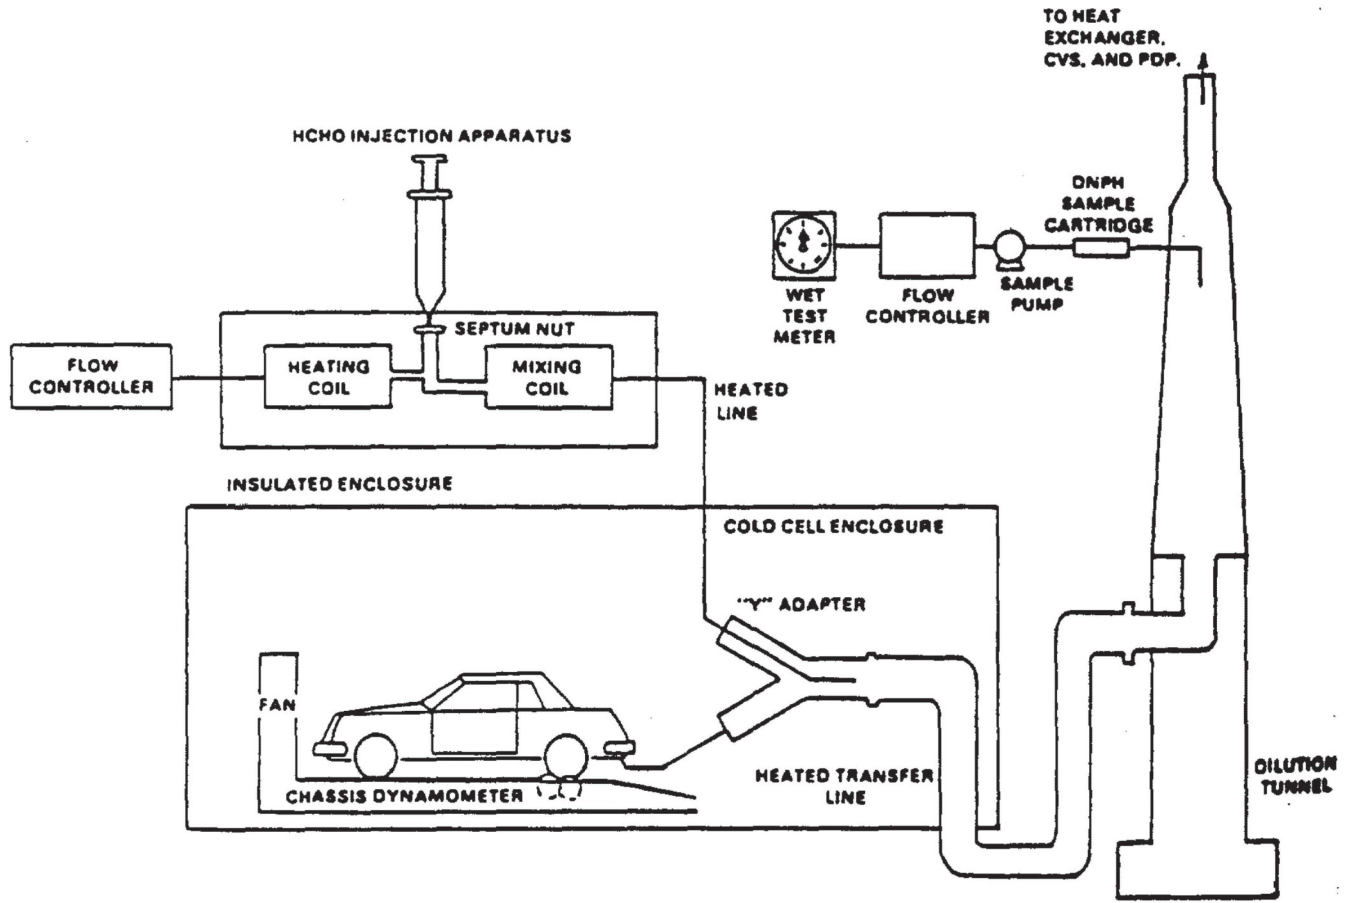 TO HEAT
EXCHANGER,
CVS, AND PDP.
HCHO INJECTION APPARATUS
DNPH
SAMPLE
CARTRIDGE
SAMPLE
PUMP
FLOW
CONTROLLER
WET
TEST
METER
SEPTUM NUT
FLOW
CONTROLLER
HEATING
COIL
MIXING
COIL
HEATED
LINE
INSULATED ENCLOSURE
COLD CELL ENCLOSURE
"Y" ADAPTER
FAN
CHASSIS DYNAMOMETER
HEATED TRANSFER
LINE
DILUTION
TUNNEL